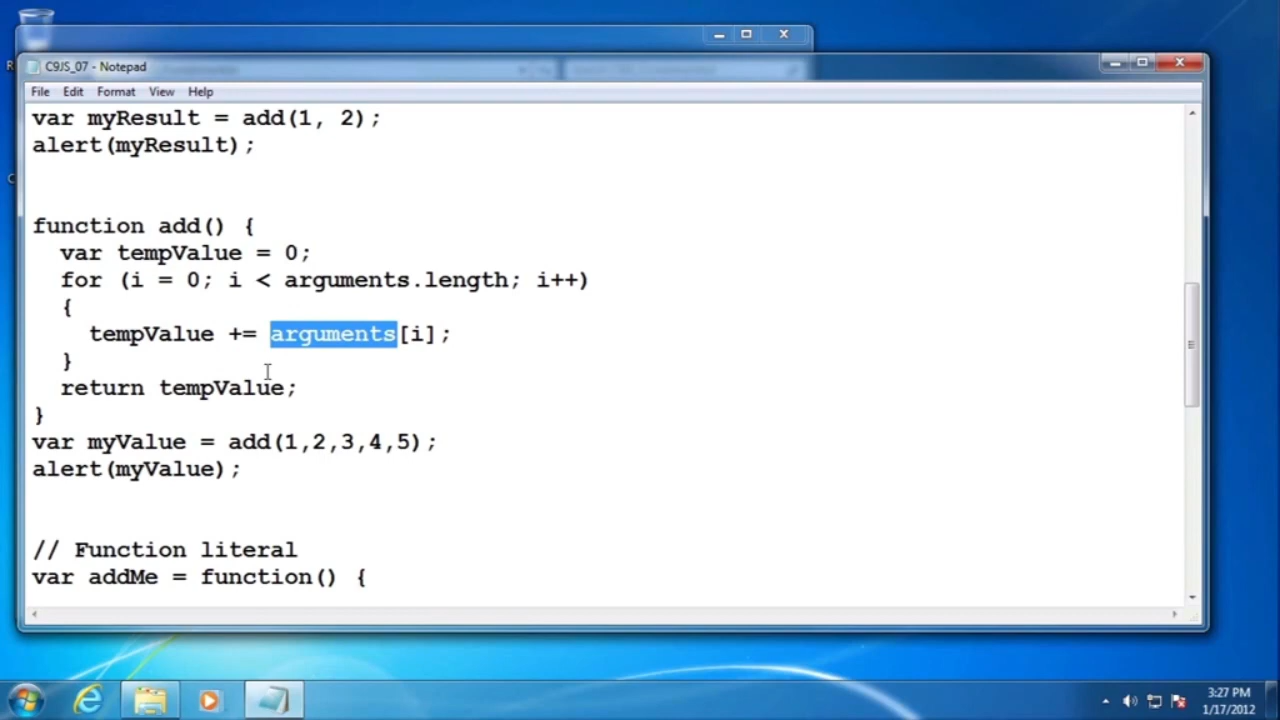 R
C9JS_07 - Notepad
File Edit Format View Help
var myResult = add(1, 2);
alert(myResult);
function add() {
var tempValue = 0;
for (i = 0; i < arguments.length; i++)
{
tempValue += arguments[i];
}
return tempValue;
}
var myValue = add(1,2,3,4,5);
alert(myValue);
// Function literal
var addMe = function() {
3:27 PM
1/17/2012